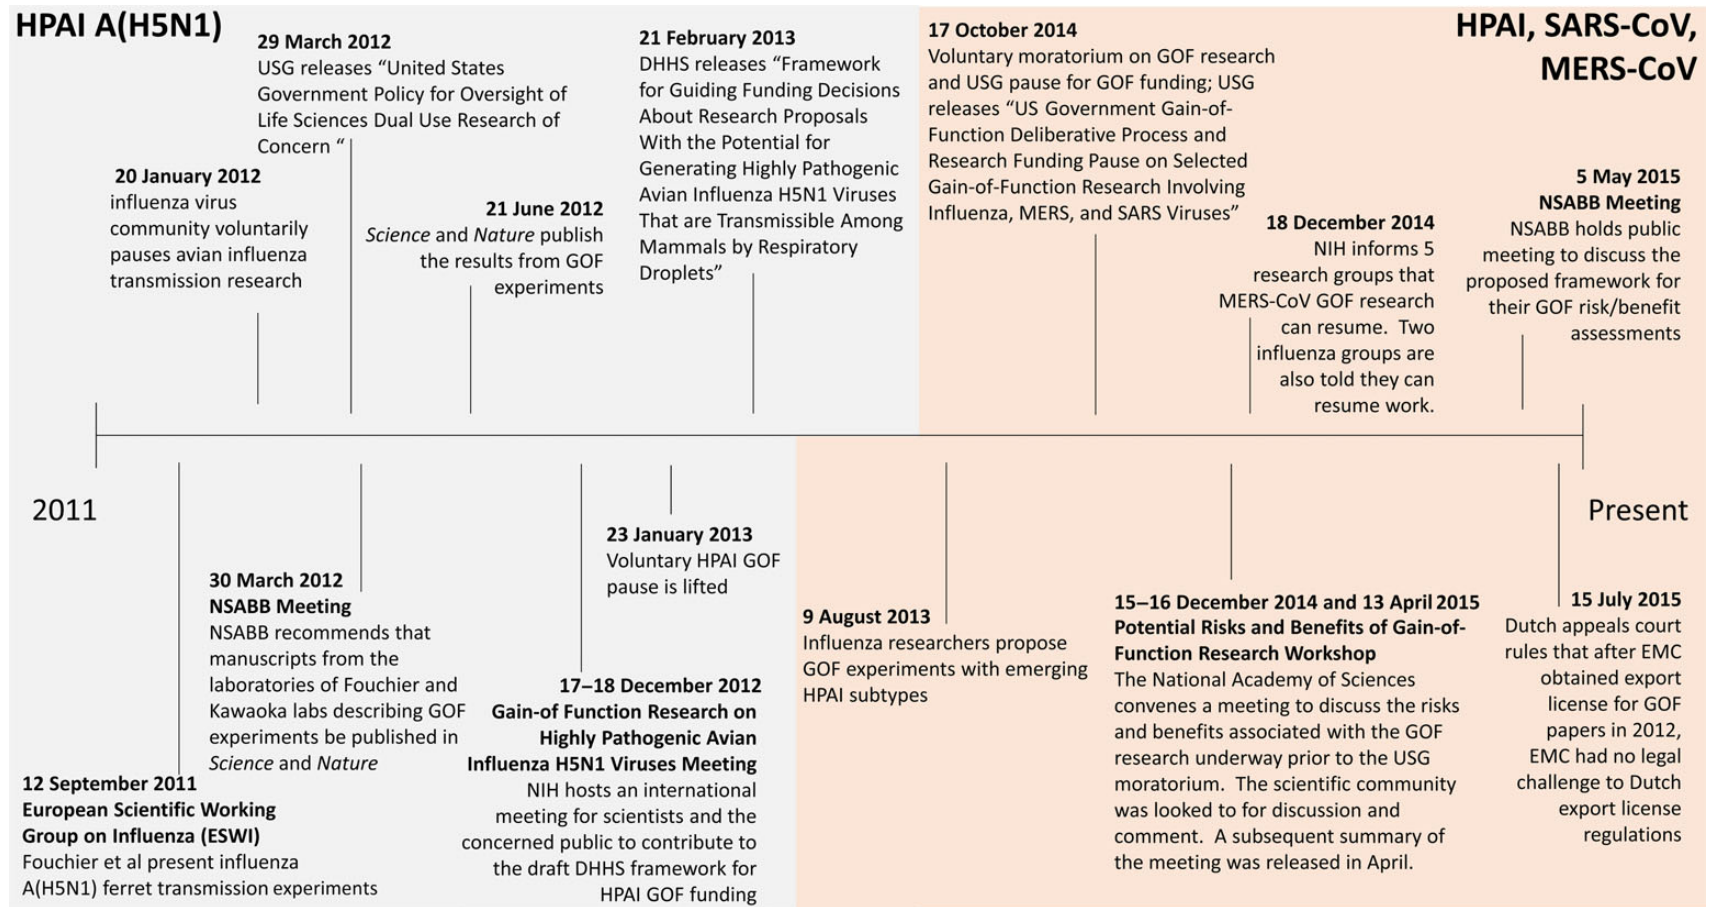 HPAI A(H5N1)
29 March 2012
USG releases “United States
Government Policy for Oversight of
Life Sciences Dual Use Research of
Concern “
20 January 2012
influenza virus
community voluntarily
pauses avian influenza
transmission research
21 June 2012
Science and Nature publish
the results from GOF
experiments
21 February 2013
DHHS releases “Framework
for Guiding Funding Decisions
About Research Proposals
With the Potential for
Generating Highly Pathogenic
Avian Influenza H5N1 Viruses
That are Transmissible Among
Mammals by Respiratory
Droplets”
17 October 2014
Voluntary moratorium on GOF research
and USG pause for GOF funding; USG
releases “US Government Gain-of-
Function Deliberative Process and
Research Funding Pause on Selected
Gain-of-Function Research Involving
Influenza, MERS, and SARS Viruses”
HPAI, SARS-CoV,
MERS-CoV
18 December 2014
NIH informs 5
research groups that
MERS-CoV GOF research
can resume.  Two
influenza groups are
also told they can
resume work.
5 May 2015
NSABB Meeting
NSABB holds public
meeting to discuss the
proposed framework for
their GOF risk/benefit
assessments
2011
Present
12 September 2011
European Scientific Working
Group on Influenza (ESWI)
Fouchier et al present influenza
A(H5N1) ferret transmission experiments
30 March 2012
NSABB Meeting
NSABB recommends that
manuscripts from the
laboratories of Fouchier and
Kawaoka labs describing GOF
experiments be published in
Science and Nature
17–18 December 2012
Gain-of Function Research on
Highly Pathogenic Avian
Influenza H5N1 Viruses Meeting
NIH hosts an international
meeting for scientists and the
concerned public to contribute to
the draft DHHS framework for
HPAI GOF funding
23 January 2013
Voluntary HPAI GOF
pause is lifted
9 August 2013
Influenza researchers propose
GOF experiments with emerging
HPAI subtypes
15–16 December 2014 and 13 April 2015
Potential Risks and Benefits of Gain-of-
Function Research Workshop
The National Academy of Sciences
convenes a meeting to discuss the risks
and benefits associated with the GOF
research underway prior to the USG
moratorium.  The scientific community
was looked to for discussion and
comment.  A subsequent summary of
the meeting was released in April.
15 July 2015
Dutch appeals court
rules that after EMC
obtained export
license for GOF
papers in 2012,
EMC had no legal
challenge to Dutch
export license
regulations